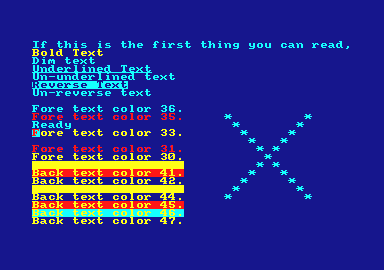 If this is the first thing you can read,
Bold Text
Dim text
Underlined Text
Un-underlined text
Reverse Text
Un-reverse text
Fore text color 36.
Fore text color 35. * *
Ready * *
Fore text color 33. * *
* *
Fore text color 31. * *
Fore text color 30. *
* *
Back text color 41. * *
Back text color 42. * *
* *
Back text color 44. * *
Back text color 45.
Back text color 46.
Back text color 47.